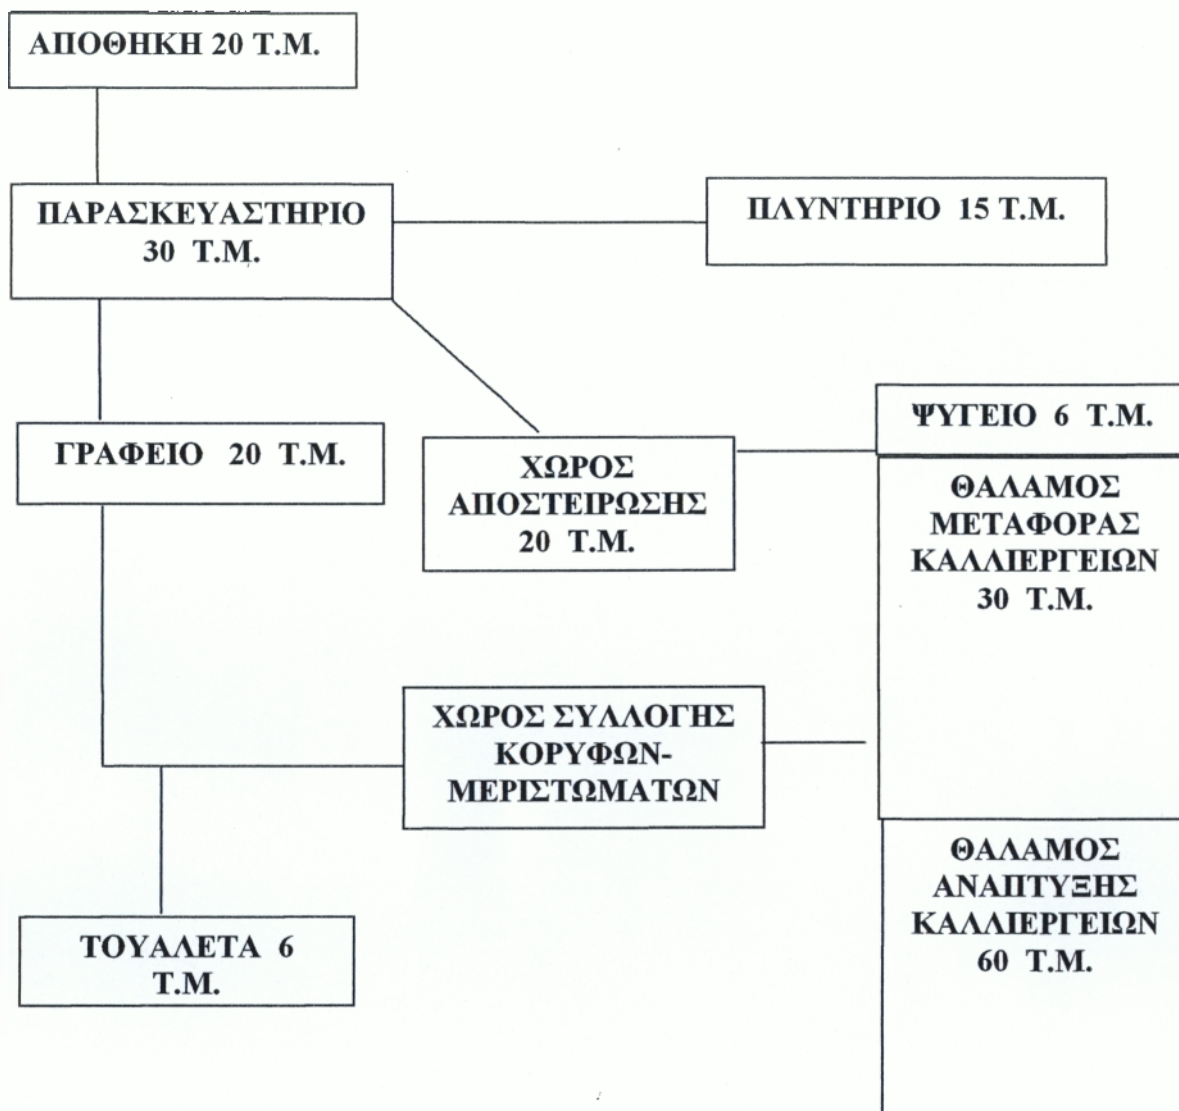 ΑΠΟΘΗΚΗ 20 Τ.Μ.
ΠΑΡΑΣΚΕΥΑΣΤΗΡΙΟ
30 Τ.Μ.
ΠΛΥΝΤΗΡΙΟ 15 Τ.Μ.
ΓΡΑΦΕΙΟ 20 Τ.Μ.
ΧΩΡΟΣ
ΑΠΟΣΤΕΙΡΩΣΗΣ
20 Τ.Μ.
ΨΥΓΕΙΟ 6 Τ.Μ.
ΘΑΛΑΜΟΣ
ΜΕΤΑΦΟΡΑΣ
ΚΑΛΛΙΕΡΓΕΙΩΝ
30 Τ.Μ.
ΧΩΡΟΣ ΣΥΛΛΟΓΗΣ
ΚΟΡΥΦΩΝ-
ΜΕΡΙΣΤΩΜΑΤΩΝ
ΘΑΛΑΜΟΣ
ΑΝΑΠΤΥΞΗΣ
ΚΑΛΛΙΕΡΓΕΙΩΝ
60 Τ.Μ.
ΤΟΥΑΛΕΤΑ 6
Τ.Μ.